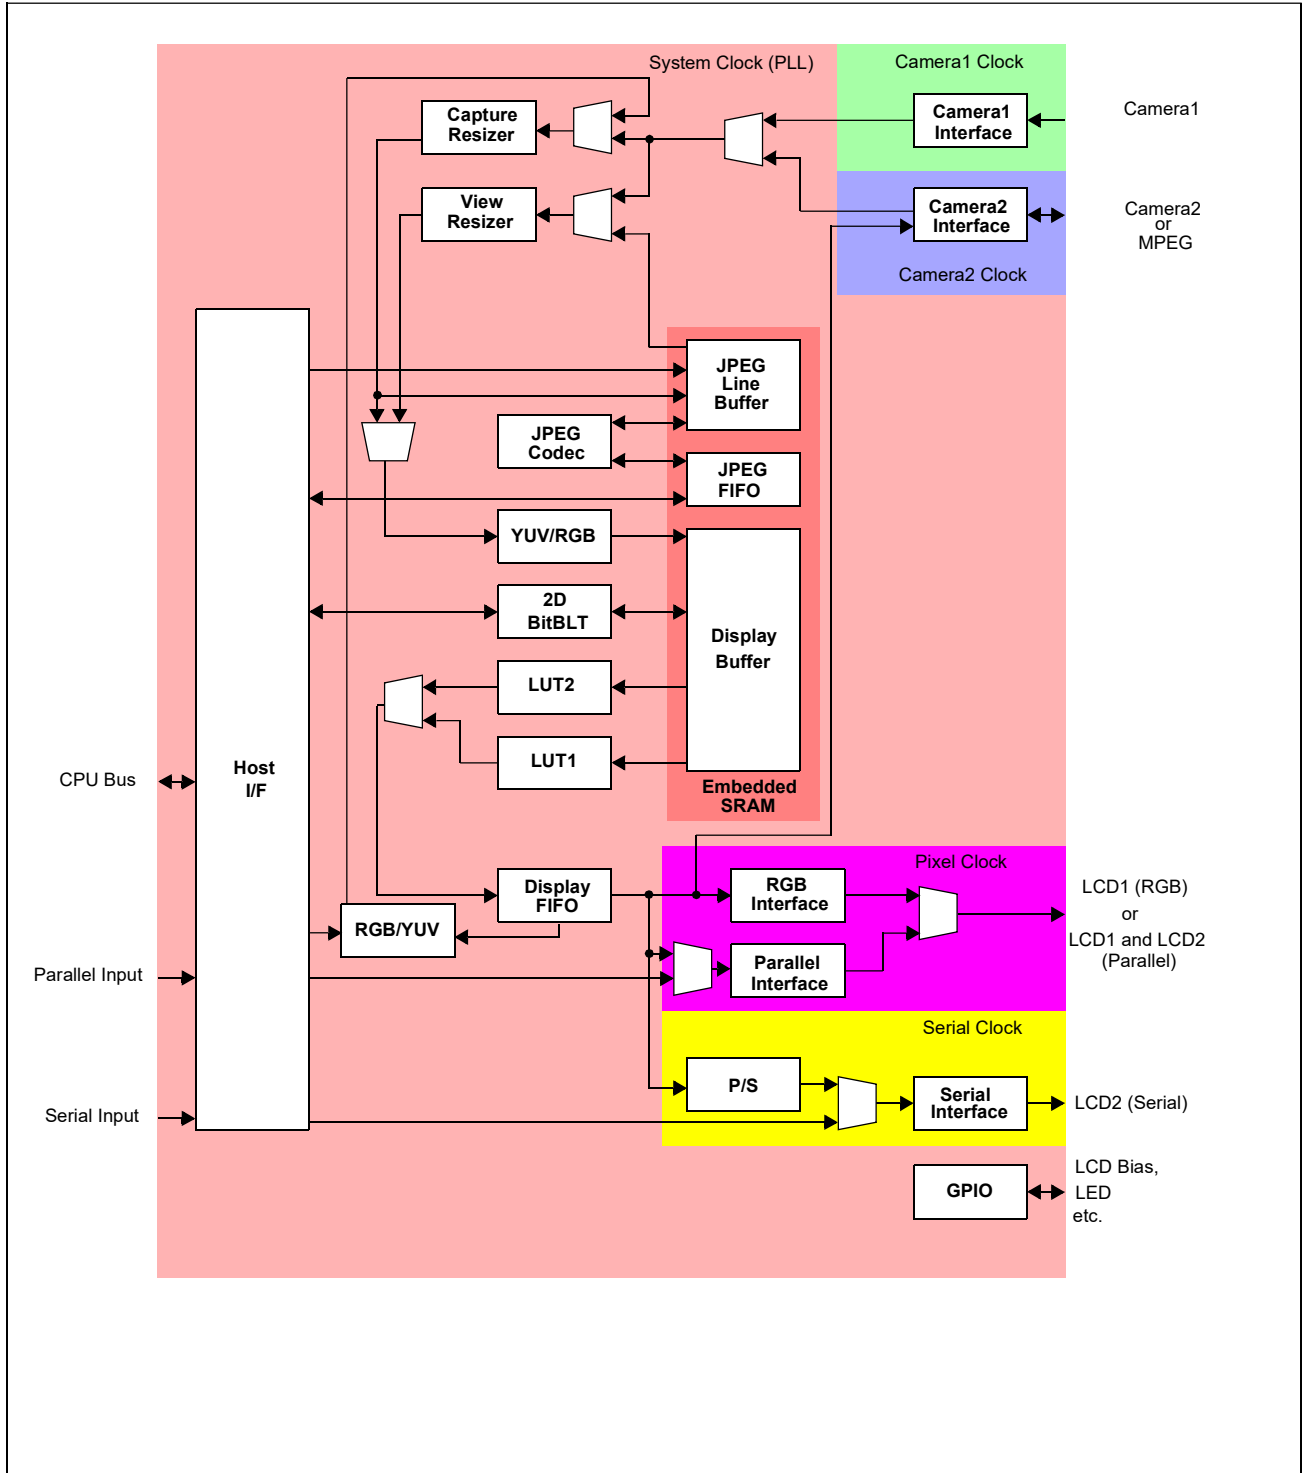 System Clock (PLL)
Camera1 Clock
Capture
Resizer
Camera1
Interface
Camera1
View
Resizer
Camera2
Interface
Camera2
or
MPEG
Camera2 Clock
JPEG
Line
Buffer
JPEG
Codec
JPEG
FIFO
YUV/RGB
2D
BitBLT
Display
Buffer
LUT2
LUT1
Embedded
SRAM
CPU Bus
Host
I/F
Pixel Clock
Display
FIFO
RGB
Interface
LCD1 (RGB)
or
LCD1 and LCD2
(Parallel)
RGB/YUV
Parallel
Interface
Parallel Input
Serial Clock
P/S
Serial
Interface
LCD2 (Serial)
Serial Input
GPIO
LCD Bias,
LED
etc.